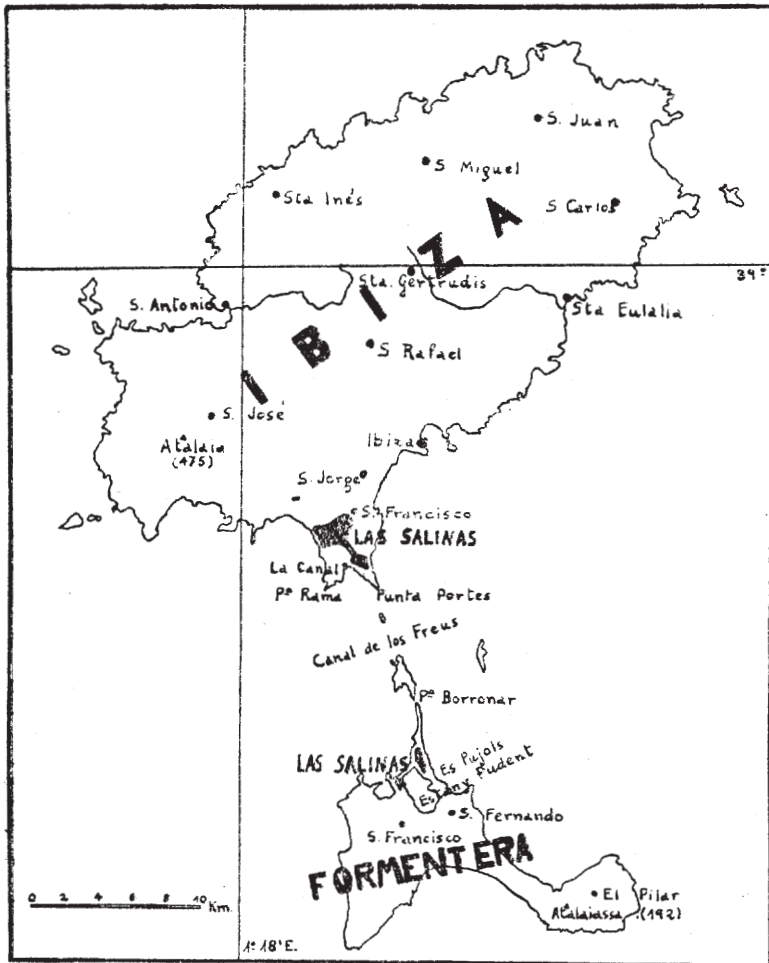 S. Juan
S. Miguel
Sta Inés
S Carlos
IBIZA
39º
Sta. Gertrudis
S. Antonio
Sta Eulalia
S Rafael
S. José
Atalaia
(475)
Ibiza
S. Jorge
S. Francisco
LAS SALINAS
La Canal
Pª Rama
Punta Portes
Canal de los Freus
Pª Borronar
LAS SALINAS
Es Pujols
Estany Pudent
S. Fernando
S. Francisco
FORMENTERA
0 2 4 6 8 10
Km.
El Pilar
Atalaiassa (192)
1º 18' E.